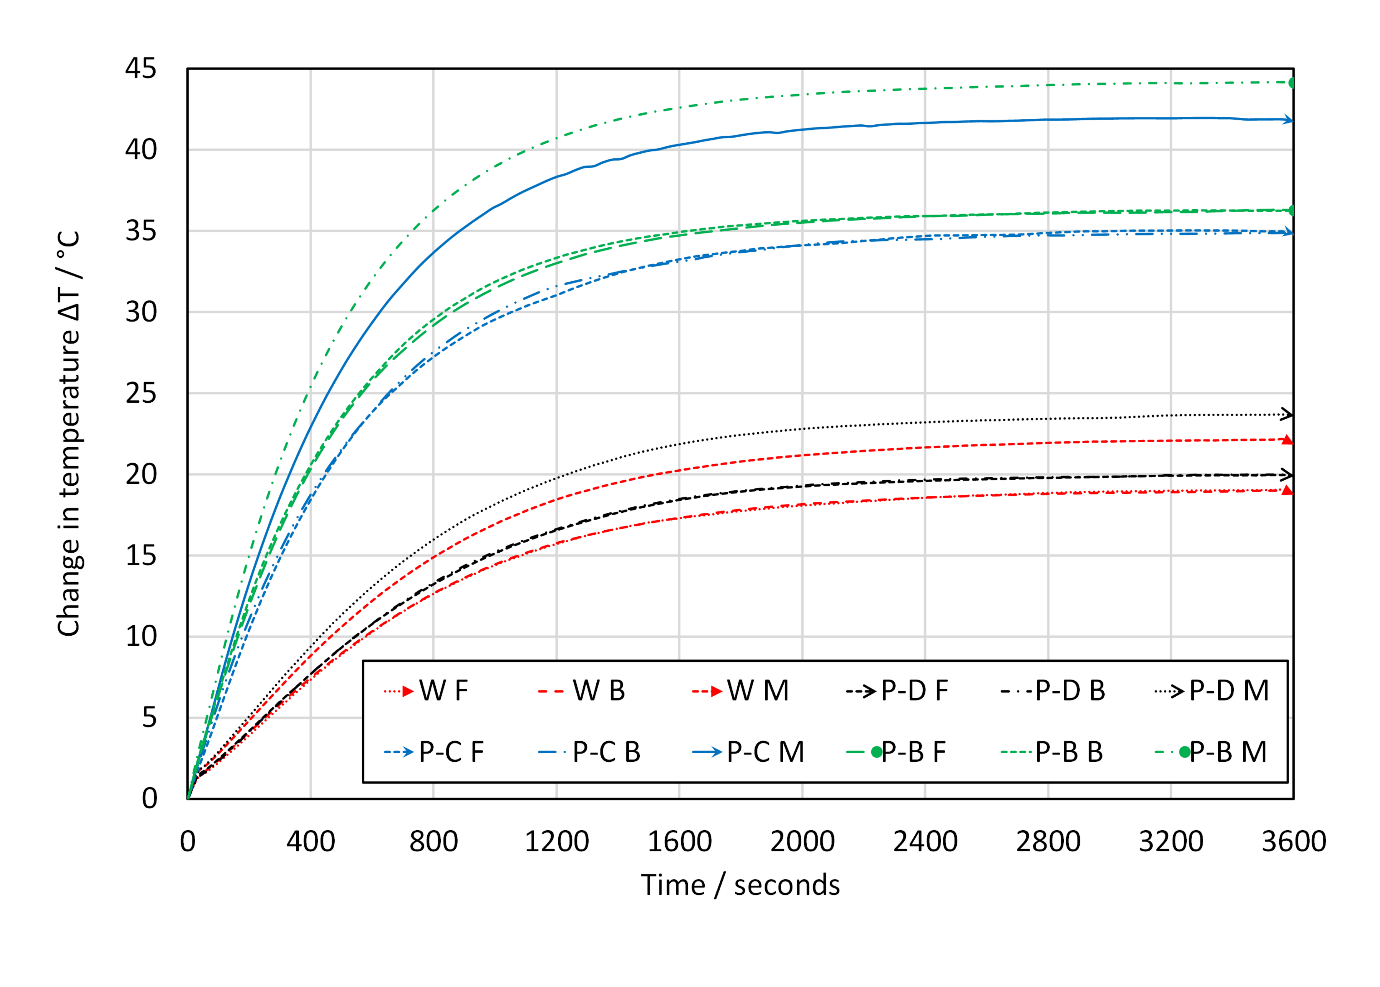 45
40
35
30
25
20
15
10
5
0
Change in temperature ΔT / °C
W F W B W M P-D F P-D B P-D M
P-C F P-C B P-C M P-B F P-B B P-B M
0 400 800 1200 1600 2000 2400 2800 3200 3600
Time / seconds